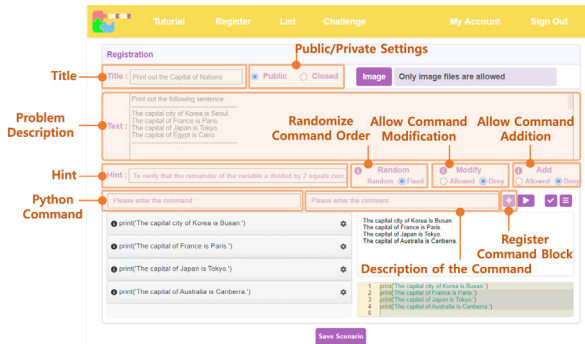 Tutorial Register List Challenge My Account Sign Out
Registration
Public/Private Settings
Title
Title : Print out the Capital of Nations
Public Closed
Image Only image files are allowed
Problem
Description
Text :
Print out the following sentence.
The capital city of Korea is Seoul.
The capital of France is Paris.
The capital of Japan is Tokyo.
The capital of Egypt is Cairo.
Randomize
Command Order
Allow Command
Modification
Allow Command
Addition
Hint
Hint : To verify that the remainder of the variable a divided by 2 equals zero
Random
Random Fixed
Modify
Allowed Deny
Add
Allowed Deny
Python
Command
Please enter the command
Please enter the comment
print('The capital city of Korea is Busan.')
print('The capital of France is Paris.')
print('The capital of Japan is Tokyo.')
print('The capital of Australia is Canberra.')
The capital city of Korea is Busan.
The capital of France is Paris.
The capital of Japan is Tokyo.
The capital of Australia is Canberra.
Register
Command Block
Description of the Command
1 print('The capital city of Korea is Busan.')
2 print('The capital of France is Paris.')
3 print('The capital of Japan is Tokyo.')
4 print('The capital of Australia is Canberra.')
5
Save Scenario